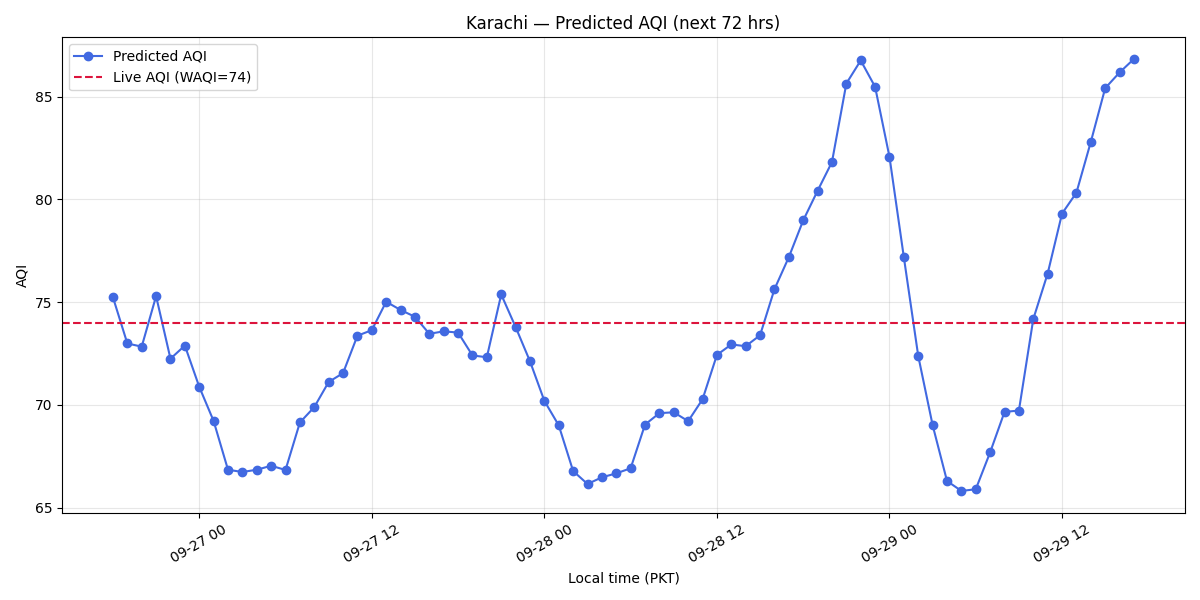 Karachi — Predicted AQI (next 72 hrs)
Predicted AQI
Live AQI (WAQI=74)
AQI
85
80
75
70
65
09-27 00
09-27 12
09-28 00
09-28 12
09-29 00
09-29 12
Local time (PKT)